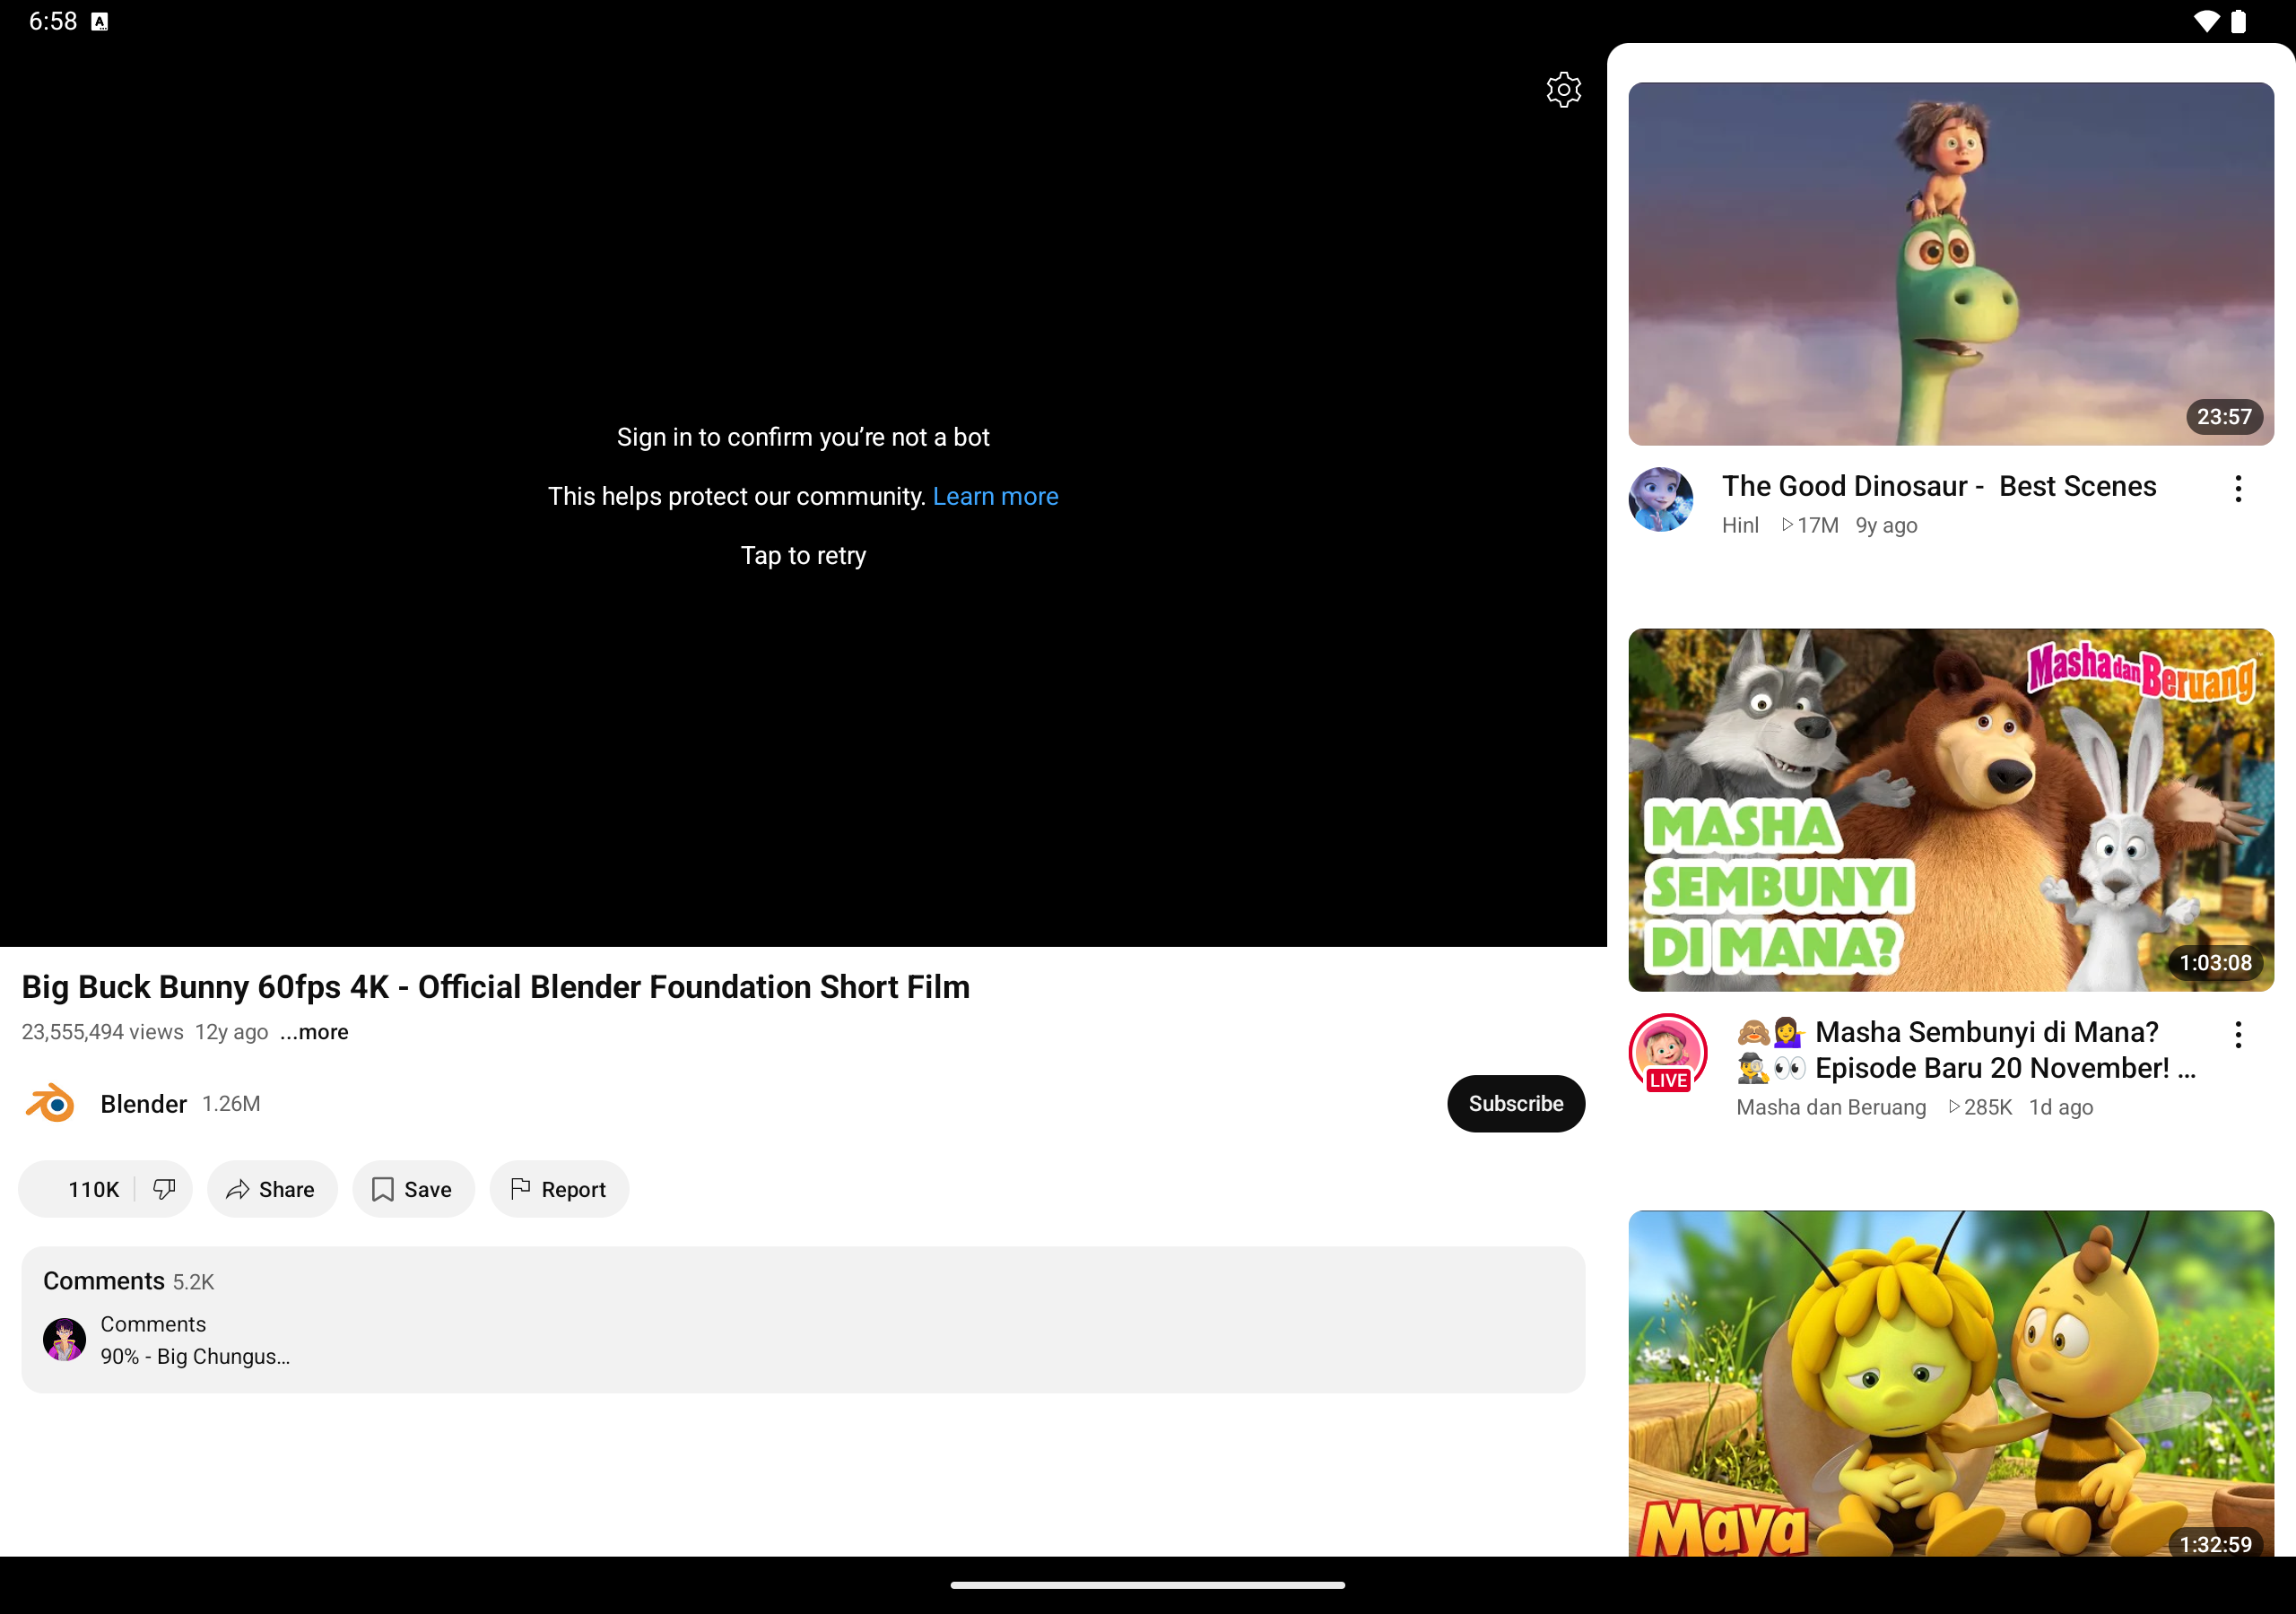 6:58
Sign in to confirm you’re not a bot
This helps protect our community. Learn more
Tap to retry
Big Buck Bunny 60fps 4K - Official Blender Foundation Short Film
23,555,494 views 12y ago ...more
Blender 1.26M
Subscribe
110K
Share
Save
Report
Comments 5.2K
Comments
90% - Big Chungus...
23:57
The Good Dinosaur - Best Scenes
Hinl 17M 9y ago
Masha dan Beruang
MASHA
SEMBUNYI
DI MANA?
1:03:08
LIVE
🙈💁‍♀️ Masha Sembunyi di Mana?
🕵️👀 Episode Baru 20 November! ...
Masha dan Beruang 285K 1d ago
Maya
1:32:59